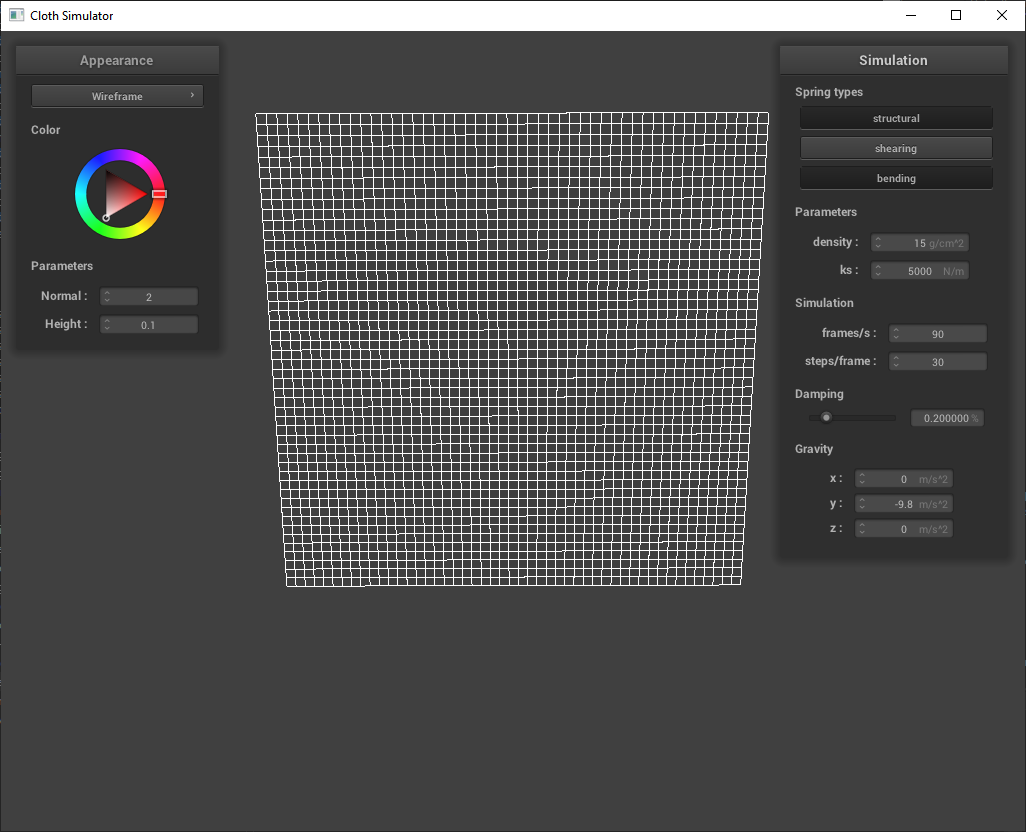 Cloth Simulator
Appearance
Wireframe
Color
Parameters
Normal : 2
Height : 0.1
Simulation
Spring types
structural
shearing
bending
Parameters
density : 15 g/cm^2
ks : 5000 N/m
Simulation
frames/s : 90
steps/frame : 30
Damping
0.200000 %
Gravity
x : 0 m/s^2
y : -9.8 m/s^2
z : 0 m/s^2